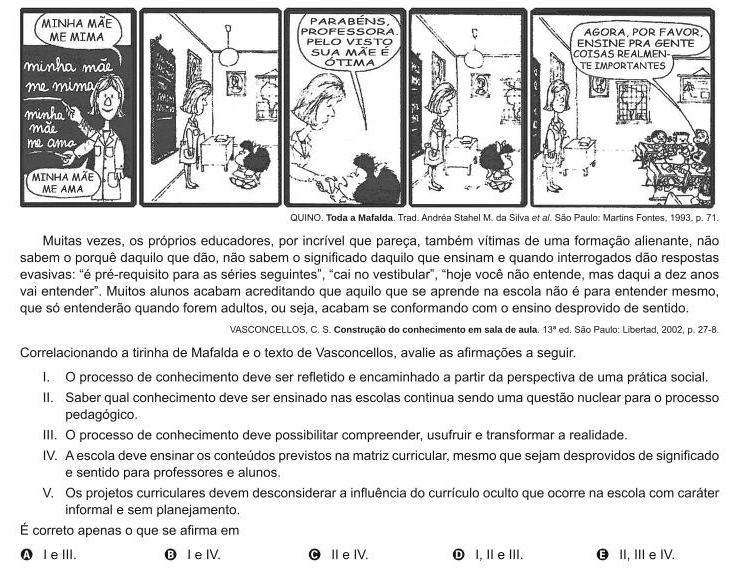 MINHA MÃE
ME MIMA
minha mãe
me mima
minha
mãe
me ama
MINHA MÃE
ME AMA
PARABÉNS,
PROFESSORA.
PELO VISTO
SUA MÃE É
ÓTIMA
AGORA, POR FAVOR,
ENSINE PRA GENTE
COISAS REALMEN-
TE IMPORTANTES
QUINO. Toda a Mafalda. Trad. Andréa Stahel M. da Silva et al. São Paulo: Martins Fontes, 1993, p. 71.
Muitas vezes, os próprios educadores, por incrível que pareça, também vítimas de uma formação alienante, não
sabem o porquê daquilo que dão, não sabem o significado daquilo que ensinam e quando interrogados dão respostas
evasivas: “é pré-requisito para as séries seguintes”, “cai no vestibular”, “hoje você não entende, mas daqui a dez anos
vai entender”. Muitos alunos acabam acreditando que aquilo que se aprende na escola não é para entender mesmo,
que só entenderão quando forem adultos, ou seja, acabam se conformando com o ensino desprovido de sentido.
VASCONCELLOS, C. S. Construção do conhecimento em sala de aula. 13ª ed. São Paulo: Libertad, 2002, p. 27-8.
Correlacionando a tirinha de Mafalda e o texto de Vasconcellos, avalie as afirmações a seguir.
I. O processo de conhecimento deve ser refletido e encaminhado a partir da perspectiva de uma prática social.
II. Saber qual conhecimento deve ser ensinado nas escolas continua sendo uma questão nuclear para o processo
pedagógico.
III. O processo de conhecimento deve possibilitar compreender, usufruir e transformar a realidade.
IV. A escola deve ensinar os conteúdos previstos na matriz curricular, mesmo que sejam desprovidos de significado
e sentido para professores e alunos.
V. Os projetos curriculares devem desconsiderar a influência do currículo oculto que ocorre na escola com caráter
informal e sem planejamento.
É correto apenas o que se afirma em
A I e III.
B I e IV.
C II e IV.
D I, II e III.
E II, III e IV.